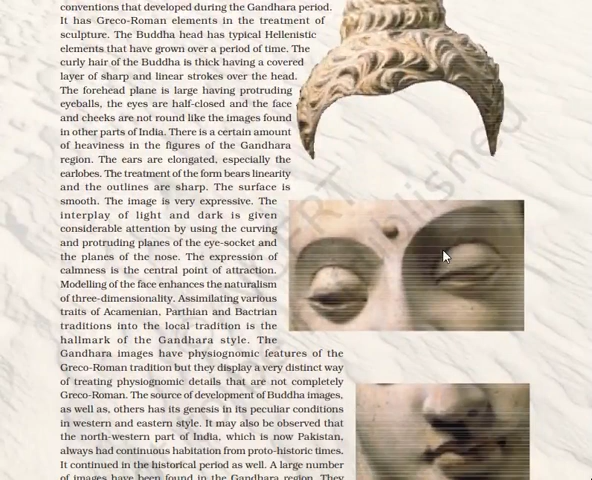 conventions that developed during the Gandhara period.
It has Greco-Roman elements in the treatment of
sculpture. The Buddha head has typical Hellenistic
elements that have grown over a period of time. The
curly hair of the Buddha is thick having a covered
layer of sharp and linear strokes over the head.
The forehead plane is large having protruding
eyeballs, the eyes are half-closed and the face
and cheeks are not round like the images found
in other parts of India. There is a certain amount
of heaviness in the figures of the Gandhara
region. The ears are elongated, especially the
earlobes. The treatment of the form bears linearity
and the outlines are sharp. The surface is
smooth. The image is very expressive. The
interplay of light and dark is given
considerable attention by using the curving
and protruding planes of the eye-socket and
the planes of the nose. The expression of
calmness is the central point of attraction.
Modelling of the face enhances the naturalism
of three-dimensionality. Assimilating various
traits of Acamenian, Parthian and Bactrian
traditions into the local tradition is the
hallmark of the Gandhara style. The
Gandhara images have physiognomic features of the
Greco-Roman tradition but they display a very distinct way
of treating physiognomic details that are not completely
Greco-Roman. The source of development of Buddha images,
as well as, others has its genesis in its peculiar conditions
in western and eastern style. It may also be observed that
the north-western part of India, which is now Pakistan,
always had continuous habitation from proto-historic times.
It continued in the historical period as well. A large number
of images have been found in the Gandhara region. They